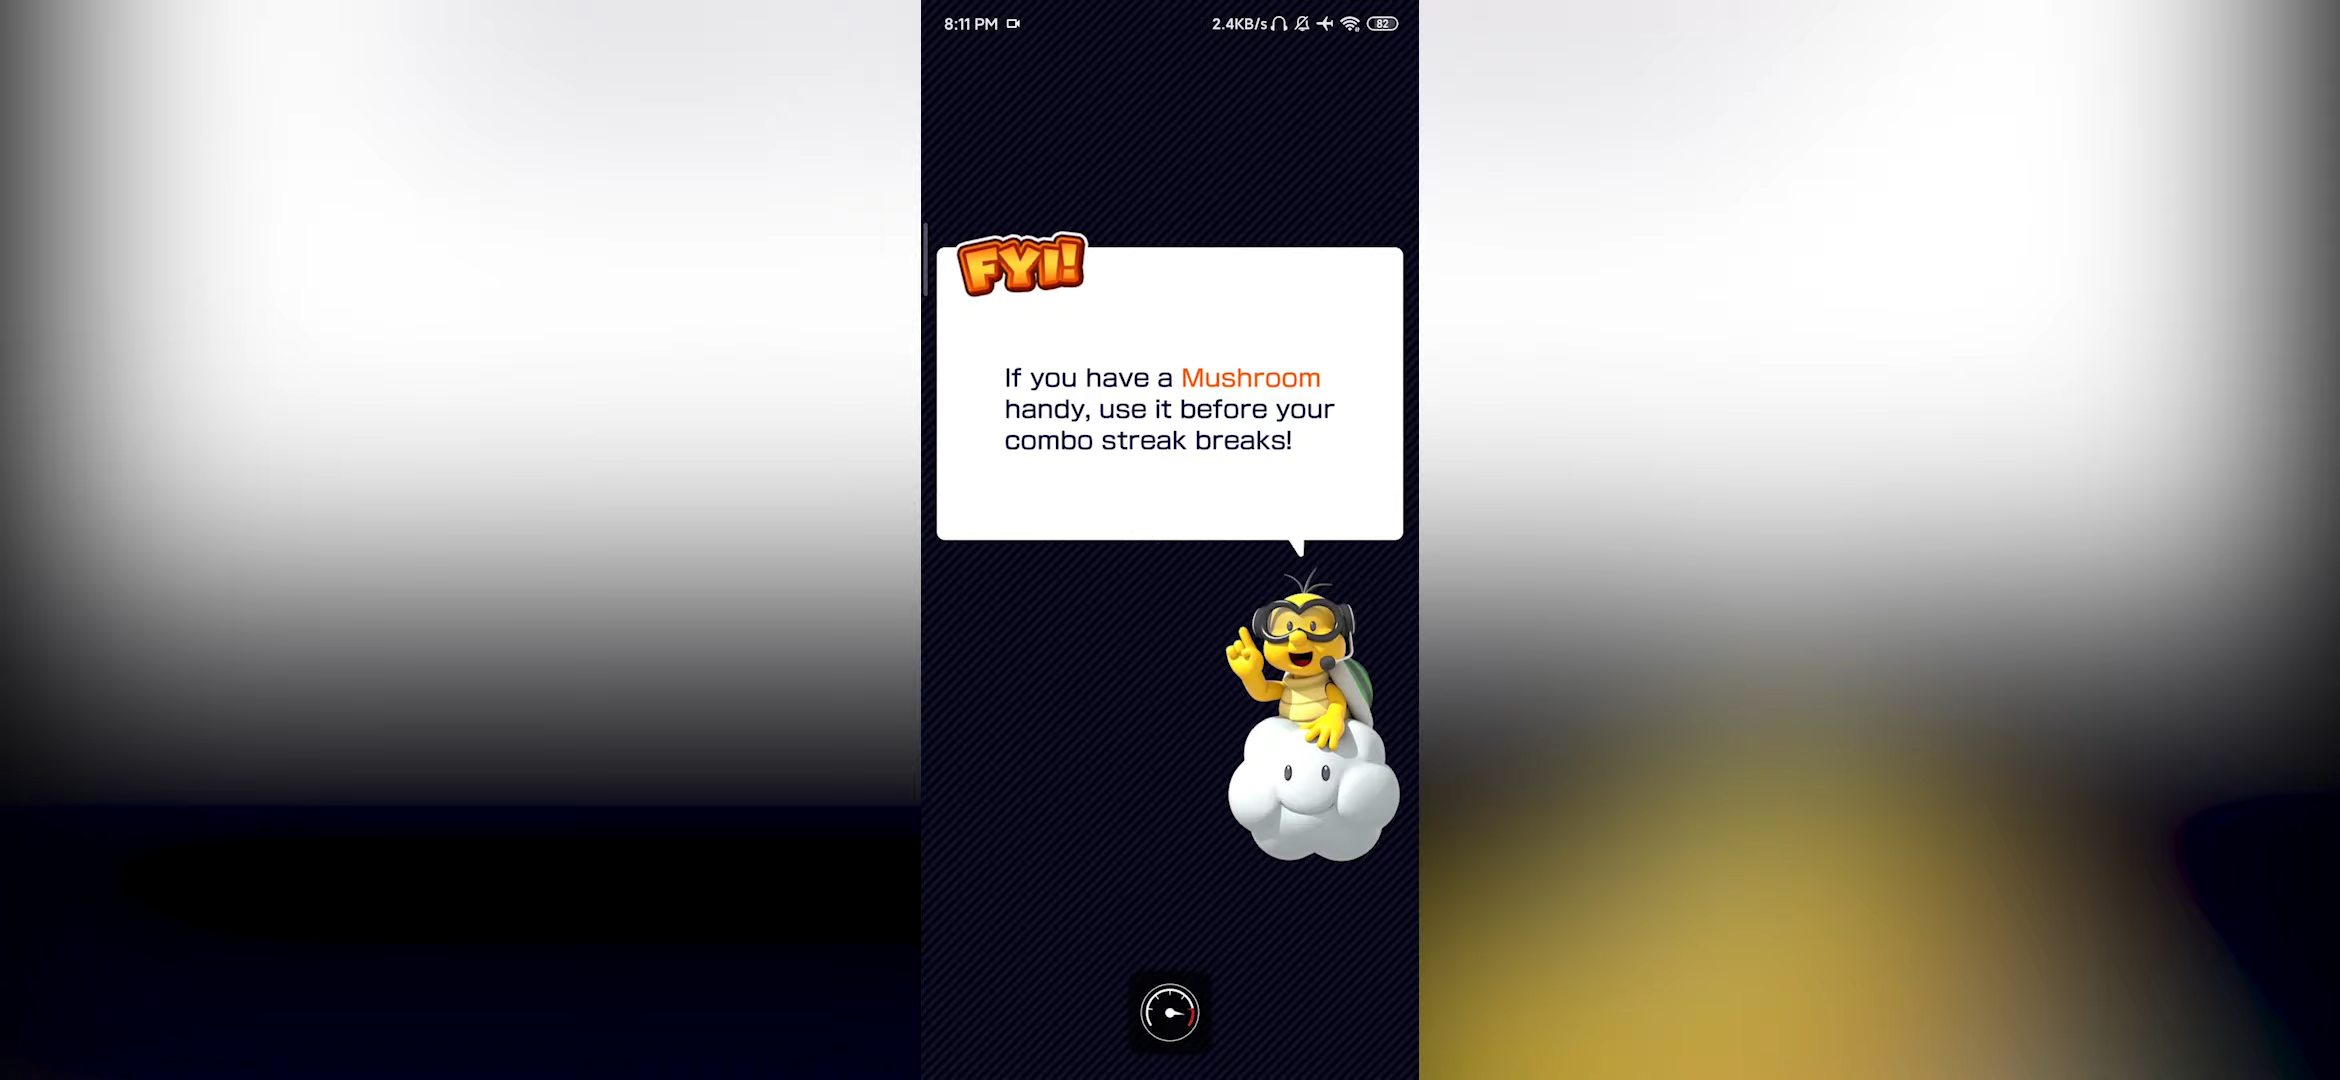 8:11 PM 2.4KB/s 82
FYI!
If you have a Mushroom
handy, use it before your
combo streak breaks!